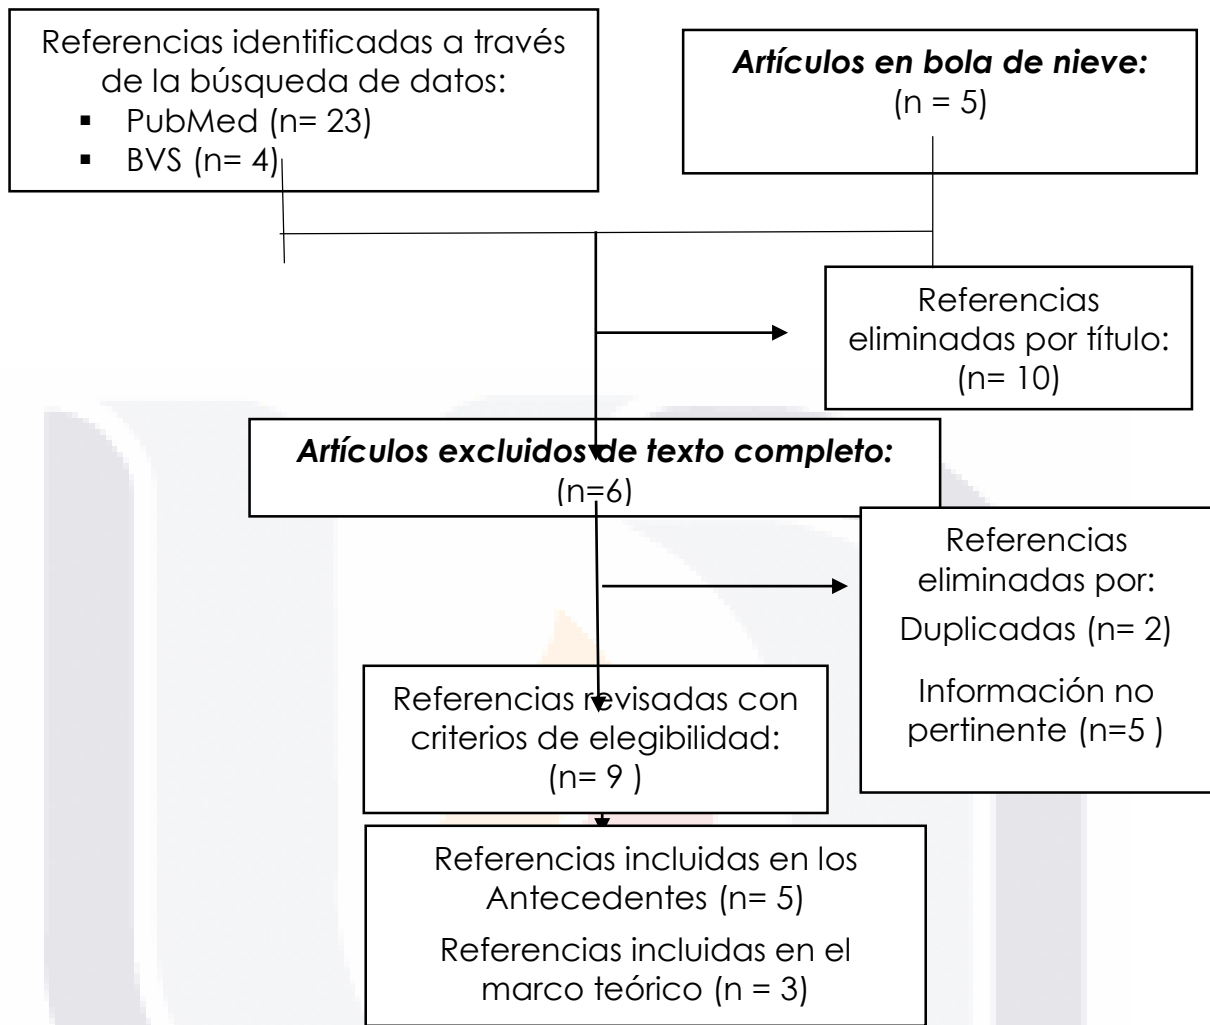 Referencias identificadas a través
de la búsqueda de datos:
▪ PubMed (n= 23)
▪ BVS (n= 4)
Artículos en bola de nieve:
(n = 5)
Referencias
eliminadas por título:
(n= 10)
Artículos excluidos de texto completo:
(n=6)
Referencias
eliminadas por:
Duplicadas (n= 2)
Información no
pertinente (n=5 )
Referencias revisadas con
criterios de elegibilidad:
(n= 9 )
Referencias incluidas en los
Antecedentes (n= 5)
Referencias incluidas en el
marco teórico (n = 3)